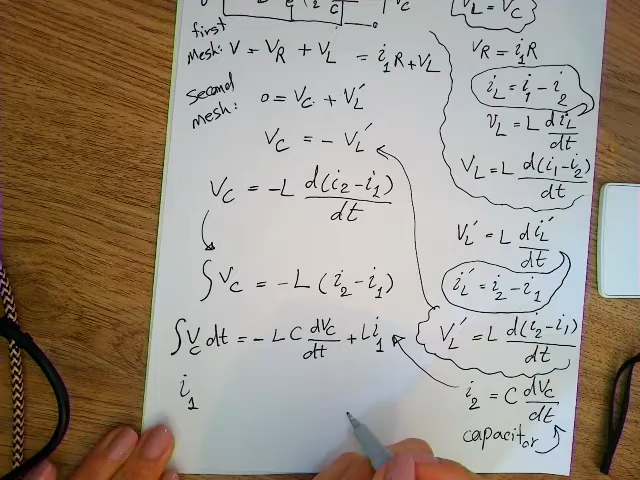 V_L = V_C
first
mesh: V = V_R + V_L = i_1 R + V_L
second
mesh: 0 = V_C + V_L'
V_C = - V_L'
V_C = -L d(i_2 - i_1)/dt
∫ V_C = -L (i_2 - i_1)
∫ V_C dt = - L C dV_C/dt + L i_1
i_1
V_R = i_1 R
i_L = i_1 - i_2
V_L = L di_L/dt
V_L = L d(i_1 - i_2)/dt
V_L' = L di_L'/dt
i_L' = i_2 - i_1
V_L' = L d(i_2 - i_1)/dt
i_2 = C dV_C/dt
capacitor